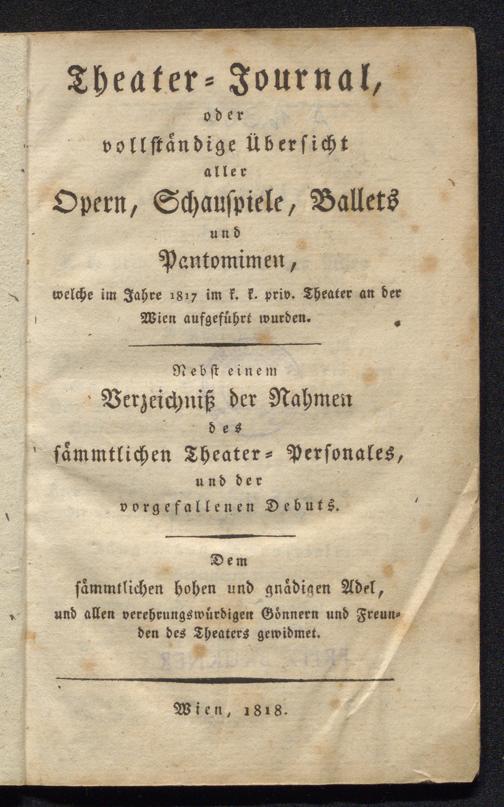 Theater-Journal,
oder
vollständige Übersicht
aller
Opern, Schauspiele, Ballets
und
Pantomimen,
welche im Jahre 1817 im k. k. priv. Theater an der
Wien aufgeführt wurden.
Nebst einem
Verzeichniß der Nahmen
des
sämmtlichen Theater-Personales,
und der
vorgefallenen Debuts.
Dem
sämmtlichen hohen und gnädigen Adel,
und allen verehrungswürdigen Gönnern und Freun-
den des Theaters gewidmet.
Wien, 1818.